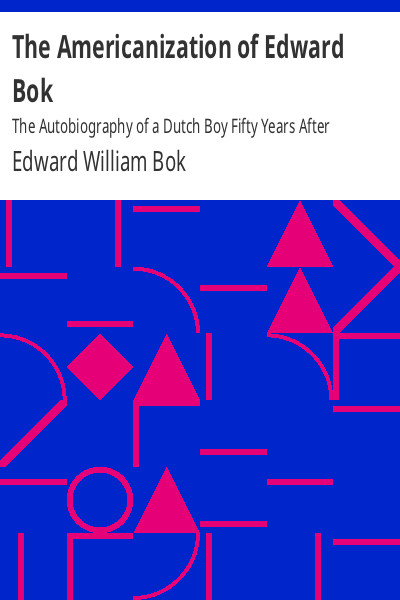 The Americanization of Edward
Bok
The Autobiography of a Dutch Boy Fifty Years After
Edward William Bok